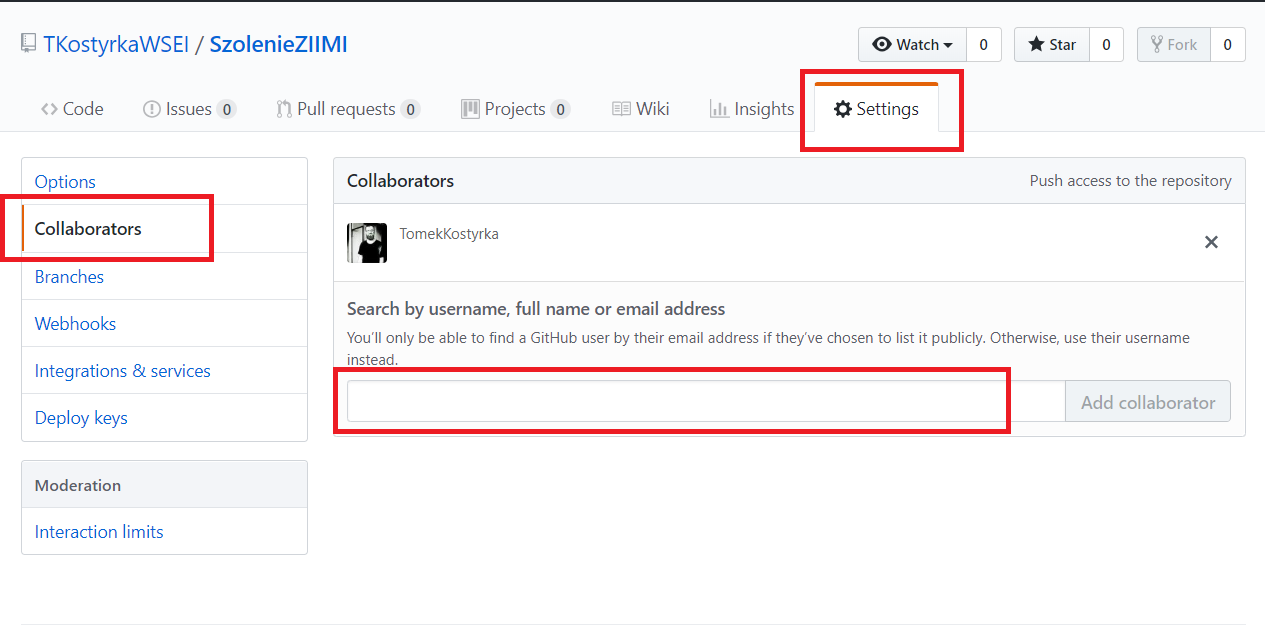 TKostyrkaWSEI / SzolenieZIIMI
Watch 0 Star 0 Fork 0
Code Issues 0 Pull requests 0 Projects 0 Wiki Insights Settings
Options
Collaborators
Branches
Webhooks
Integrations & services
Deploy keys
Moderation
Interaction limits
Collaborators Push access to the repository
TomekKostyrka
Search by username, full name or email address
You’ll only be able to find a GitHub user by their email address if they’ve chosen to list it publicly. Otherwise, use their username
instead.
Add collaborator